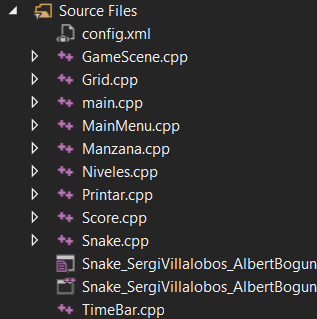 Source Files
config.xml
GameScene.cpp
Grid.cpp
main.cpp
MainMenu.cpp
Manzana.cpp
Niveles.cpp
Printar.cpp
Score.cpp
Snake.cpp
Snake_SergiVillalobos_AlbertBogun
Snake_SergiVillalobos_AlbertBogun
TimeBar.cpp